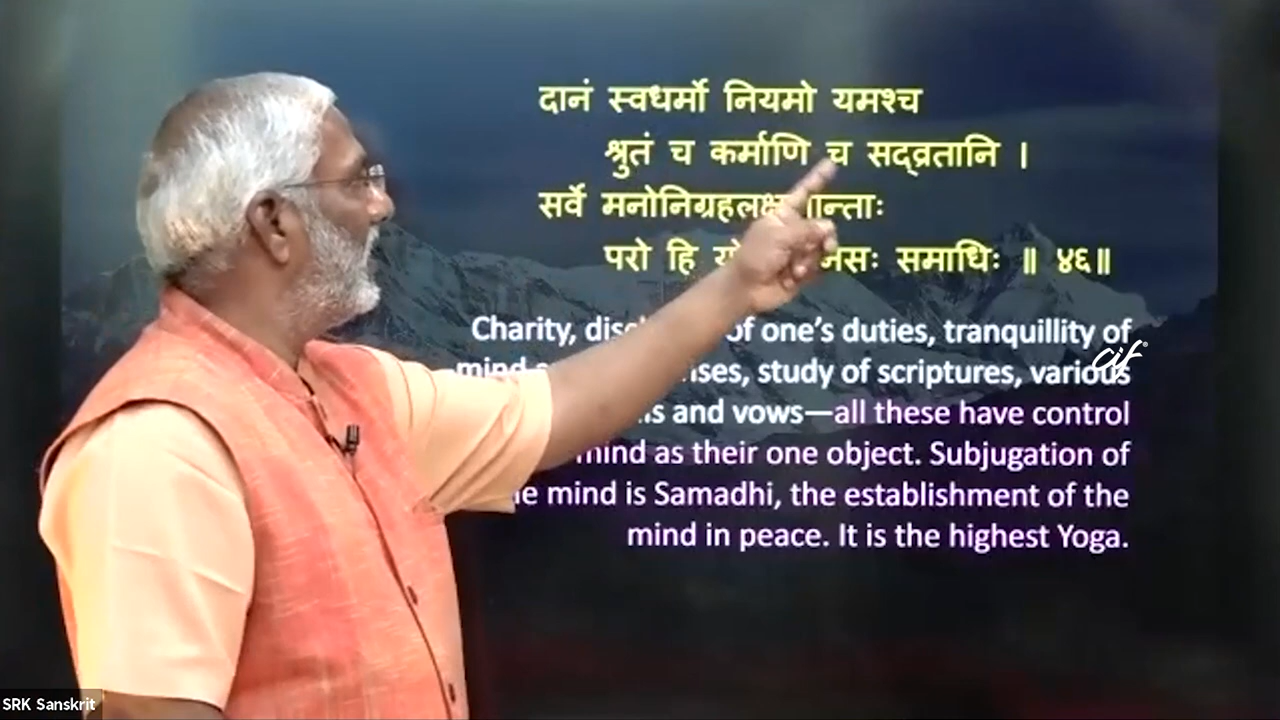 दानं स्वधर्मो नियमो यमश्च
श्रुतं च कर्माणि च सद्व्रतानि ।
सर्वे
परो हि समाधिः ॥ ४६॥
Charity, of one’s duties, tranquillity of
mind study of scriptures, various
cif
and vows—all these have control
mind as their one object. Subjugation of
mind is Samadhi, the establishment of the
mind in peace. It is the highest Yoga.
SRK Sanskrit